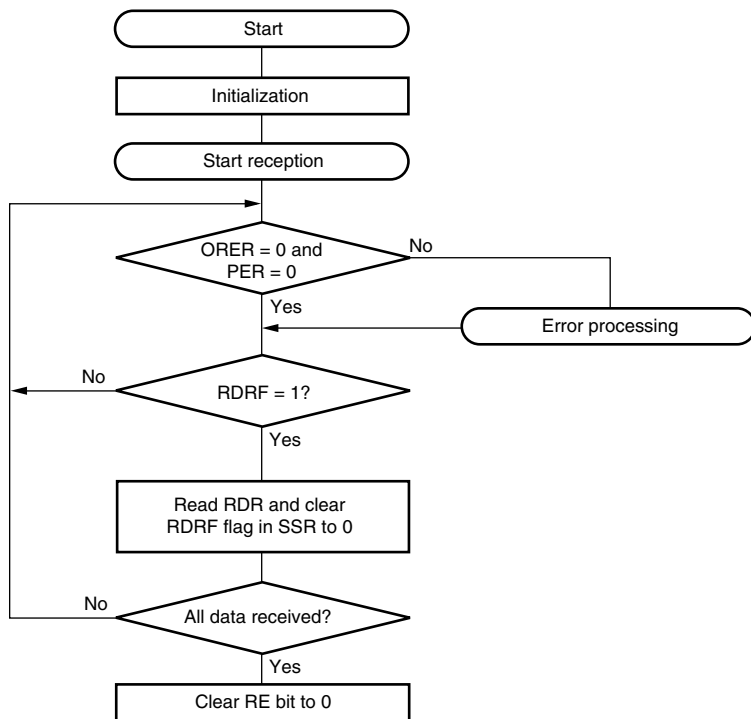 Start
Initialization
Start reception
ORER = 0 and
PER = 0
No
Yes
Error processing
No
RDRF = 1?
Yes
Read RDR and clear
RDRF flag in SSR to 0
No
All data received?
Yes
Clear RE bit to 0